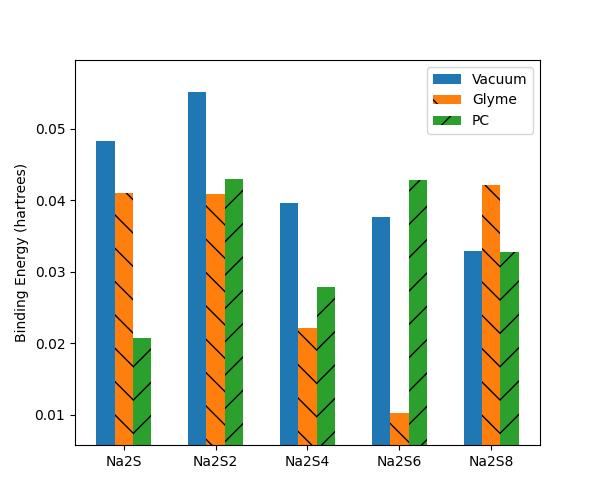 Vacuum
Glyme
PC
0.05
0.04
0.03
0.02
0.01
Binding Energy (hartrees)
Na2S
Na2S2
Na2S4
Na2S6
Na2S8